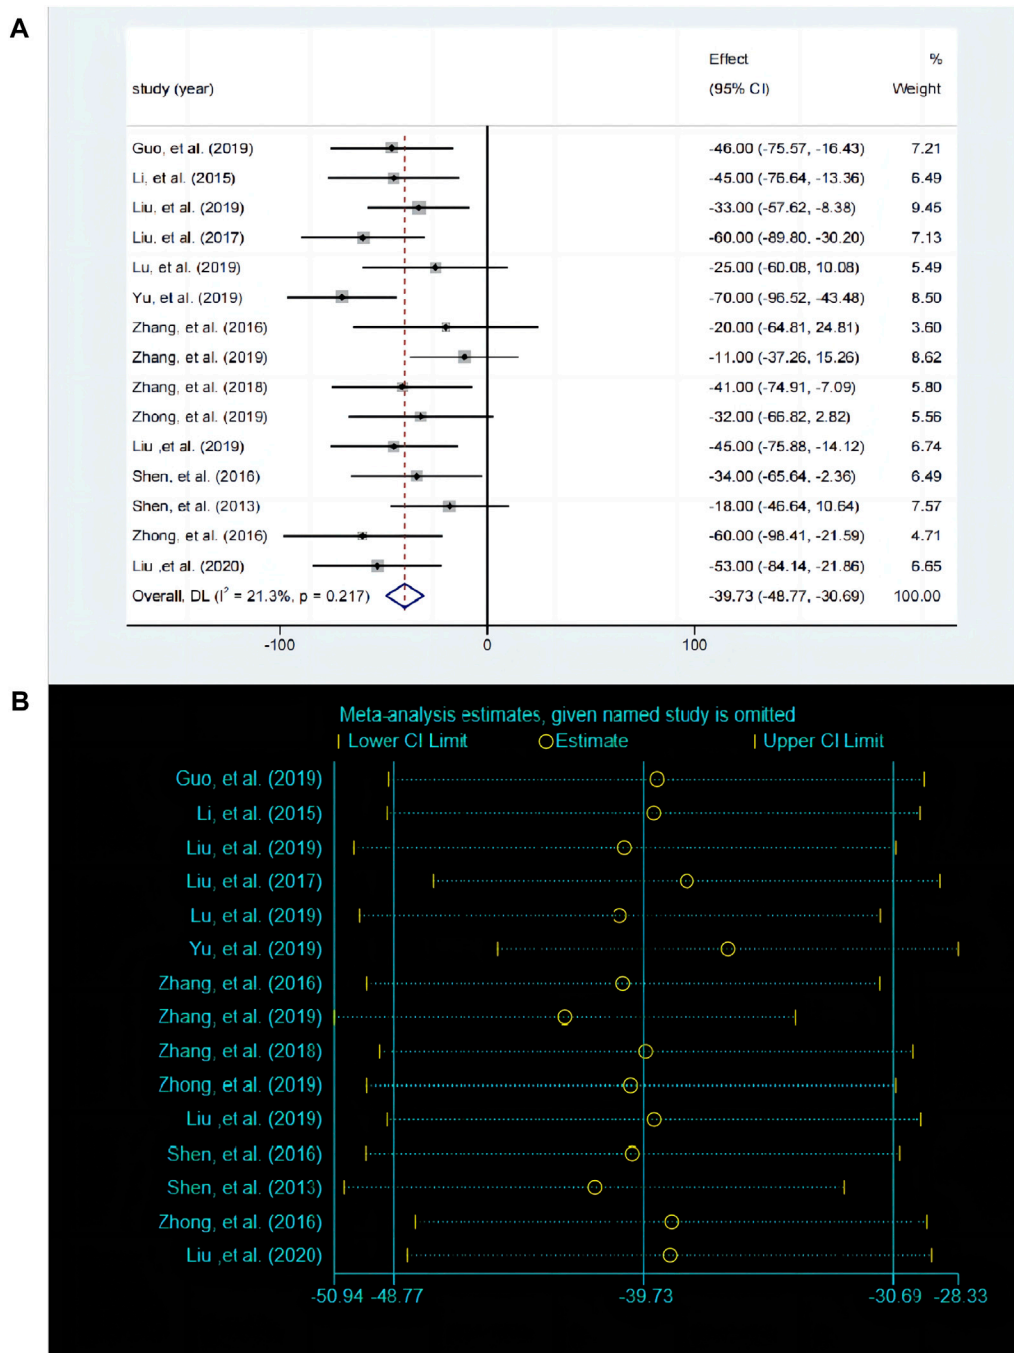 A
Effect %
study (year) (95% CI) Weight
Guo, et al. (2019) -46.00 (-75.57, -16.43) 7.21
Li, et al. (2015) -45.00 (-76.64, -13.36) 6.49
Liu, et al. (2019) -33.00 (-57.62, -8.38) 9.45
Liu, et al. (2017) -60.00 (-89.80, -30.20) 7.13
Lu, et al. (2019) -25.00 (-60.08, 10.08) 5.49
Yu, et al. (2019) -70.00 (-96.52, -43.48) 8.50
Zhang, et al. (2016) -20.00 (-64.81, 24.81) 3.60
Zhang, et al. (2019) -11.00 (-37.26, 15.26) 8.62
Zhang, et al. (2018) -41.00 (-74.91, -7.09) 5.80
Zhong, et al. (2019) -32.00 (-66.82, 2.82) 5.56
Liu ,et al. (2019) -45.00 (-75.88, -14.12) 6.74
Shen, et al. (2016) -34.00 (-65.64, -2.36) 6.49
Shen, et al. (2013) -18.00 (-46.64, 10.64) 7.57
Zhong, et al. (2016) -60.00 (-98.41, -21.59) 4.71
Liu ,et al. (2020) -53.00 (-84.14, -21.86) 6.65
Overall, DL (I² = 21.3%, p = 0.217) -39.73 (-48.77, -30.69) 100.00
-100 0 100
B
Meta-analysis estimates, given named study is omitted
Lower CI Limit Estimate Upper CI Limit
Guo, et al. (2019)
Li, et al. (2015)
Liu, et al. (2019)
Liu, et al. (2017)
Lu, et al. (2019)
Yu, et al. (2019)
Zhang, et al. (2016)
Zhang, et al. (2019)
Zhang, et al. (2018)
Zhong, et al. (2019)
Liu ,et al. (2019)
Shen, et al. (2016)
Shen, et al. (2013)
Zhong, et al. (2016)
Liu ,et al. (2020)
-50.94 -48.77 -39.73 -30.69 -28.33